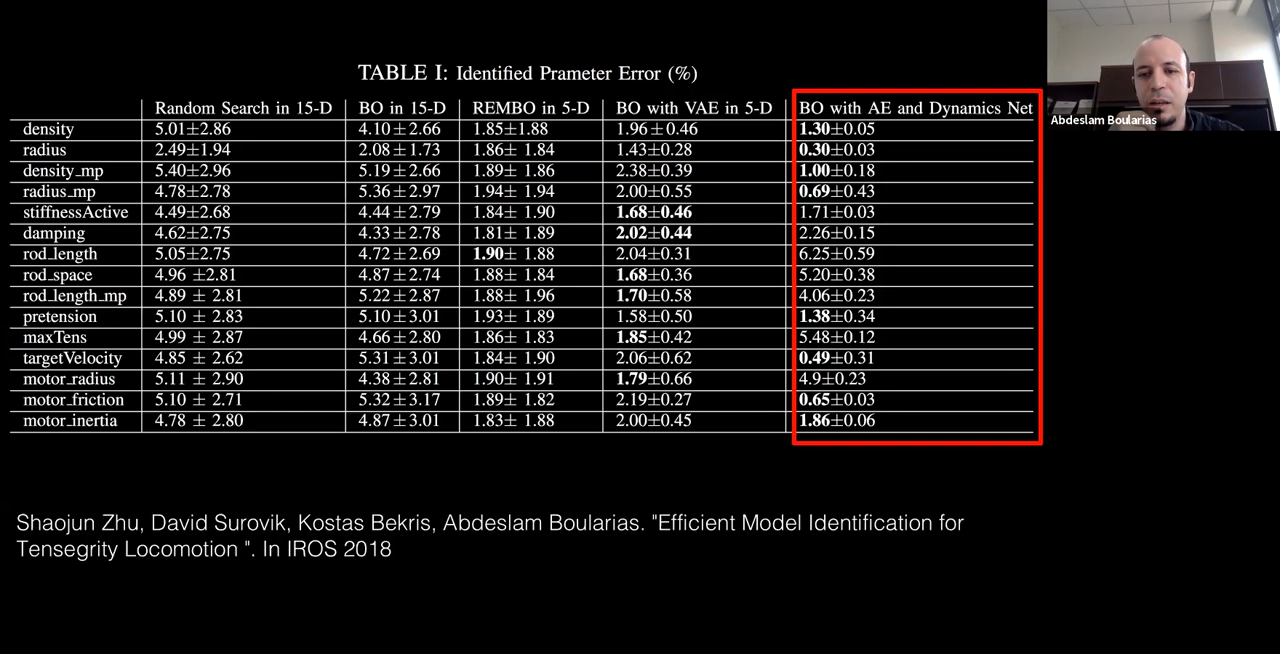 TABLE I: Identified Prameter Error (%)
Random Search in 15-D BO in 15-D REMBO in 5-D BO with VAE in 5-D BO with AE and Dynamics Net
density 5.01±2.86 4.10±2.66 1.85±1.88 1.96±0.46 1.30±0.05
radius 2.49±1.94 2.08±1.73 1.86± 1.84 1.43±0.28 0.30±0.03
density_mp 5.40±2.96 5.19±2.66 1.89± 1.86 2.38±0.39 1.00±0.18
radius_mp 4.78±2.78 5.36±2.97 1.94± 1.94 2.00±0.55 0.69±0.43
stiffnessActive 4.49±2.68 4.44±2.79 1.84± 1.90 1.68±0.46 1.71±0.03
damping 4.62±2.75 4.33±2.78 1.81± 1.89 2.02±0.44 2.26±0.15
rod_length 5.05±2.75 4.72±2.69 1.90± 1.88 2.04±0.31 6.25±0.59
rod_space 4.96 ±2.81 4.87±2.74 1.88± 1.84 1.68±0.36 5.20±0.38
rod_length_mp 4.89 ± 2.81 5.22±2.87 1.88± 1.96 1.70±0.58 4.06±0.23
pretension 5.10 ± 2.83 5.10±3.01 1.93± 1.89 1.58±0.50 1.38±0.34
maxTens 4.99 ± 2.87 4.66±2.80 1.86± 1.83 1.85±0.42 5.48±0.12
targetVelocity 4.85 ± 2.62 5.31±3.01 1.84± 1.90 2.06±0.62 0.49±0.31
motor_radius 5.11 ± 2.90 4.38±2.81 1.90± 1.91 1.79±0.66 4.9±0.23
motor_friction 5.10 ± 2.71 5.32±3.17 1.89± 1.82 2.19±0.27 0.65±0.03
motor_inertia 4.78 ± 2.80 4.87±3.01 1.83± 1.88 2.00±0.45 1.86±0.06
Abdeslam Boularias
Shaojun Zhu, David Surovik, Kostas Bekris, Abdeslam Boularias. "Efficient Model Identification for
Tensegrity Locomotion ". In IROS 2018